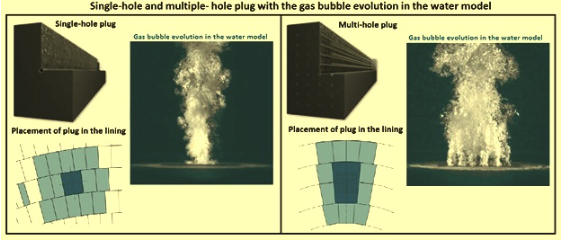 Single-hole and multiple- hole plug with the gas bubble evolution in the water model
Single-hole plug
Gas bubble evolution in the water model
Placement of plug in the lining
Multi-hole plug
Gas bubble evolution in the water model
Placement of plug in the lining